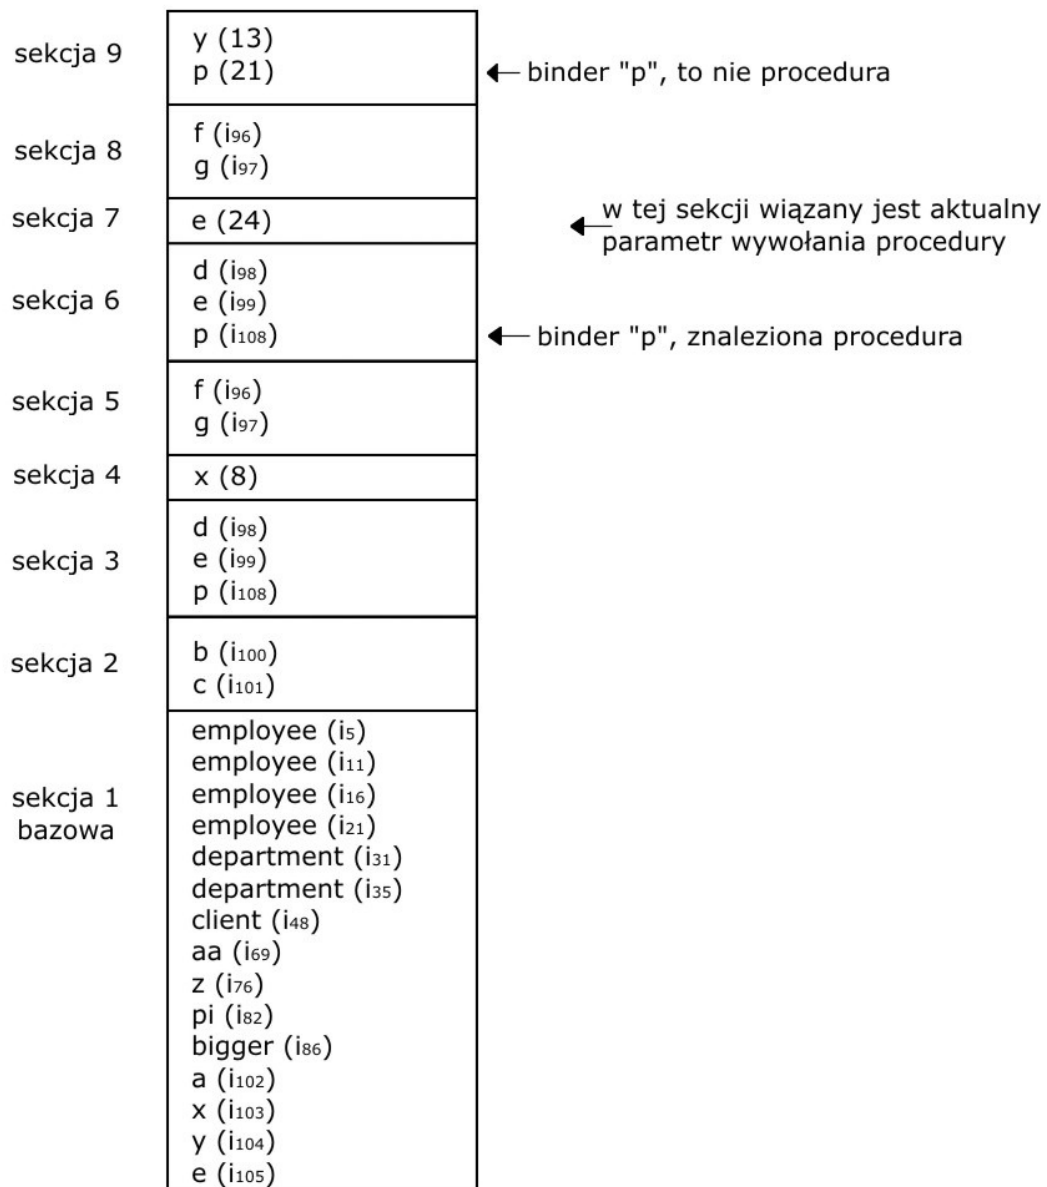 sekcja 9
y (13)
p (21)
binder "p", to nie procedura
sekcja 8
f (i96)
g (i97)
sekcja 7
e (24)
w tej sekcji wiązany jest aktualny
parametr wywołania procedury
sekcja 6
d (i98)
e (i99)
p (i108)
binder "p", znaleziona procedura
sekcja 5
f (i96)
g (i97)
sekcja 4
x (8)
sekcja 3
d (i98)
e (i99)
p (i108)
sekcja 2
b (i100)
c (i101)
sekcja 1
bazowa
employee (i5)
employee (i11)
employee (i16)
employee (i21)
department (i31)
department (i35)
client (i48)
aa (i69)
z (i76)
pi (i82)
bigger (i86)
a (i102)
x (i103)
y (i104)
e (i105)